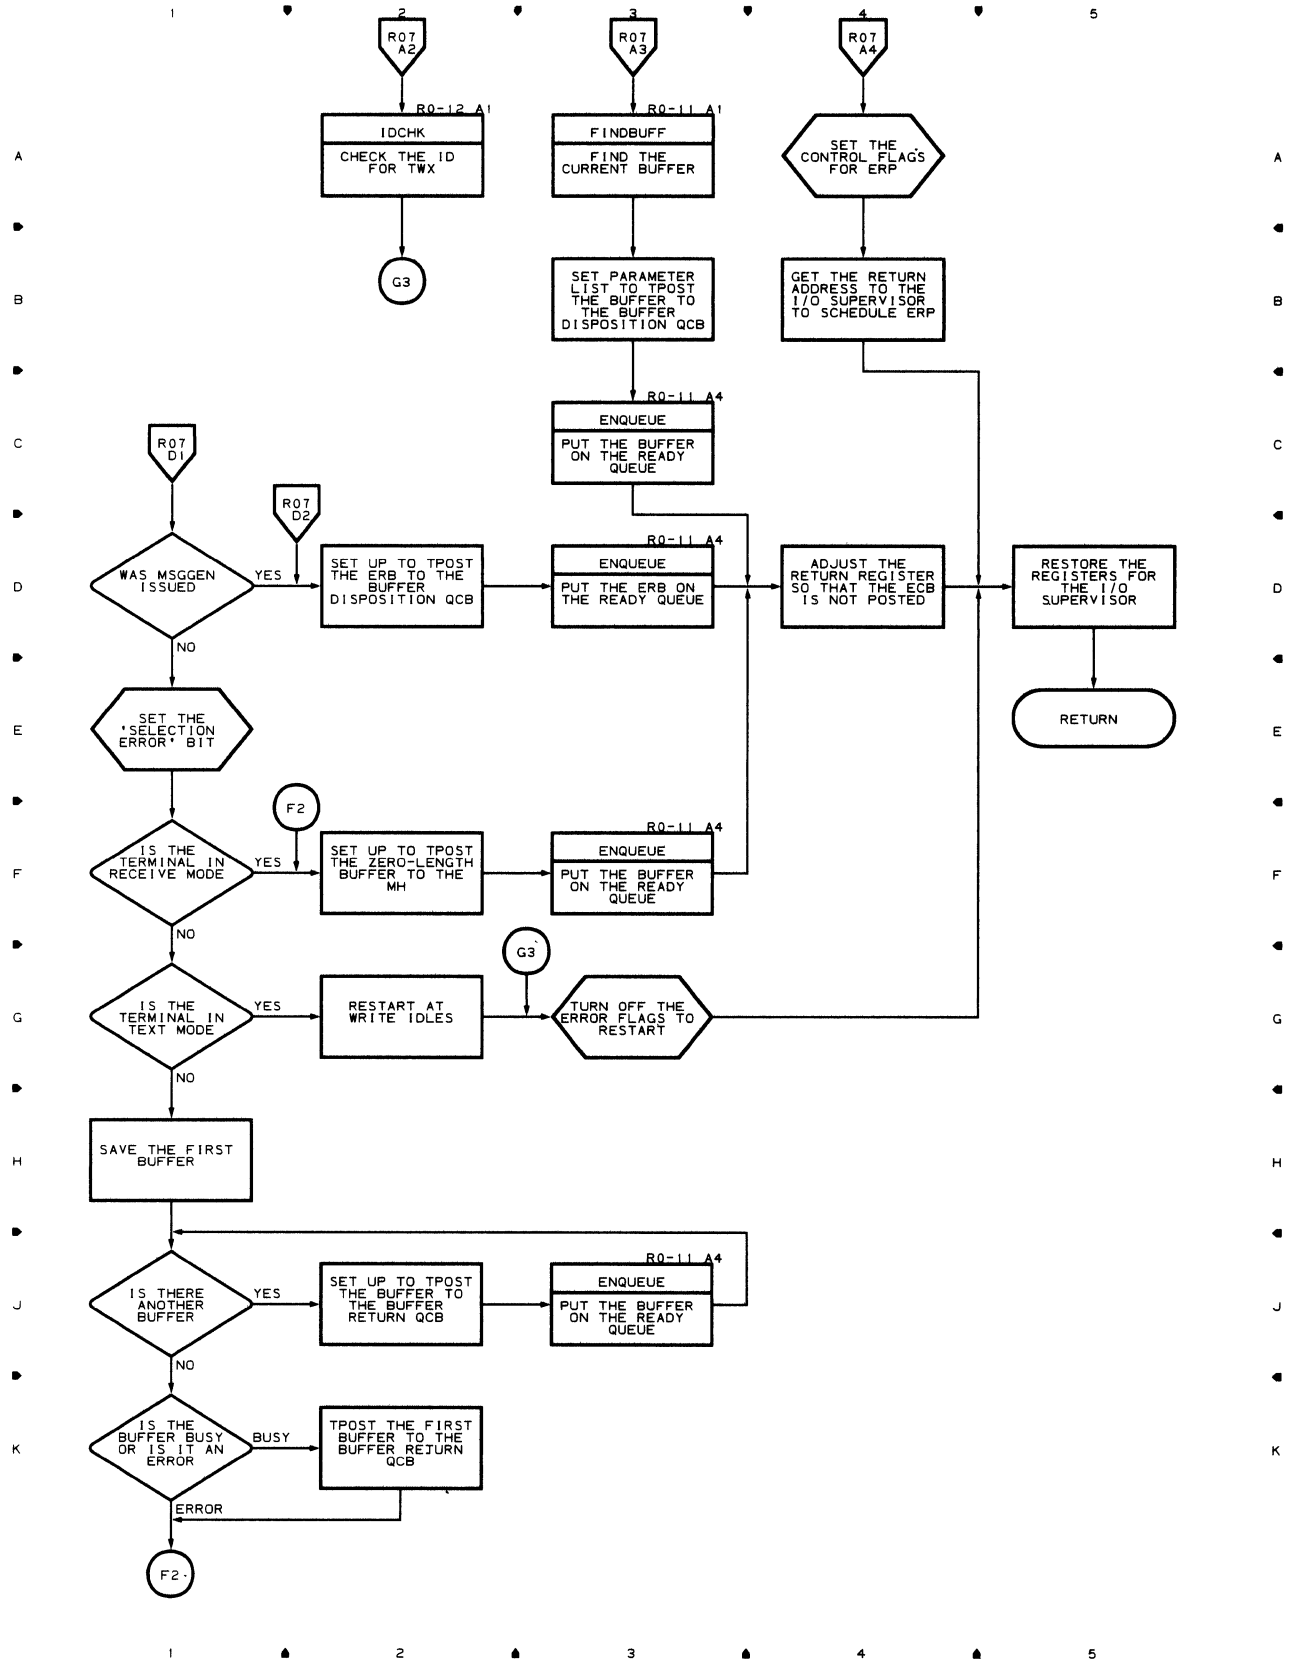 1 2 3 4 5
R07 A2
R07 A3
R07 A4
R0-12 A1
IDCHK
CHECK THE ID
FOR TWX
R0-11 A1
FINDBUFF
FIND THE
CURRENT BUFFER
SET THE
CONTROL FLAGS
FOR ERP
A A
G3
SET PARAMETER
LIST TO TPOST
THE BUFFER TO
THE BUFFER
DISPOSITION QCB
GET THE RETURN
ADDRESS TO THE
I/O SUPERVISOR
TO SCHEDULE ERP
B B
R0-11 A4
ENQUEUE
PUT THE BUFFER
ON THE READY
QUEUE
C C
R07
D1
R07
D2
WAS MSGGEN
ISSUED
YES
NO
SET UP TO TPOST
THE ERB TO THE
BUFFER
DISPOSITION QCB
R0-11 A4
ENQUEUE
PUT THE ERB ON
THE READY QUEUE
ADJUST THE
RETURN REGISTER
SO THAT THE ECB
IS NOT POSTED
RESTORE THE
REGISTERS FOR
THE I/O
SUPERVISOR
D D
SET THE
'SELECTION
ERROR' BIT
RETURN
E E
F2
IS THE
TERMINAL IN
RECEIVE MODE
YES
NO
SET UP TO TPOST
THE ZERO-LENGTH
BUFFER TO THE
MH
R0-11 A4
ENQUEUE
PUT THE BUFFER
ON THE READY
QUEUE
F F
G3
IS THE
TERMINAL IN
TEXT MODE
YES
NO
RESTART AT
WRITE IDLES
TURN OFF THE
ERROR FLAGS TO
RESTART
G G
SAVE THE FIRST
BUFFER
H H
IS THERE
ANOTHER
BUFFER
YES
NO
SET UP TO TPOST
THE BUFFER TO
THE BUFFER
RETURN QCB
R0-11 A4
ENQUEUE
PUT THE BUFFER
ON THE READY
QUEUE
J J
IS THE
BUFFER BUSY
OR IS IT AN
ERROR
BUSY
ERROR
TPOST THE FIRST
BUFFER TO THE
BUFFER RETURN
QCB
K K
F2
1 2 3 4 5